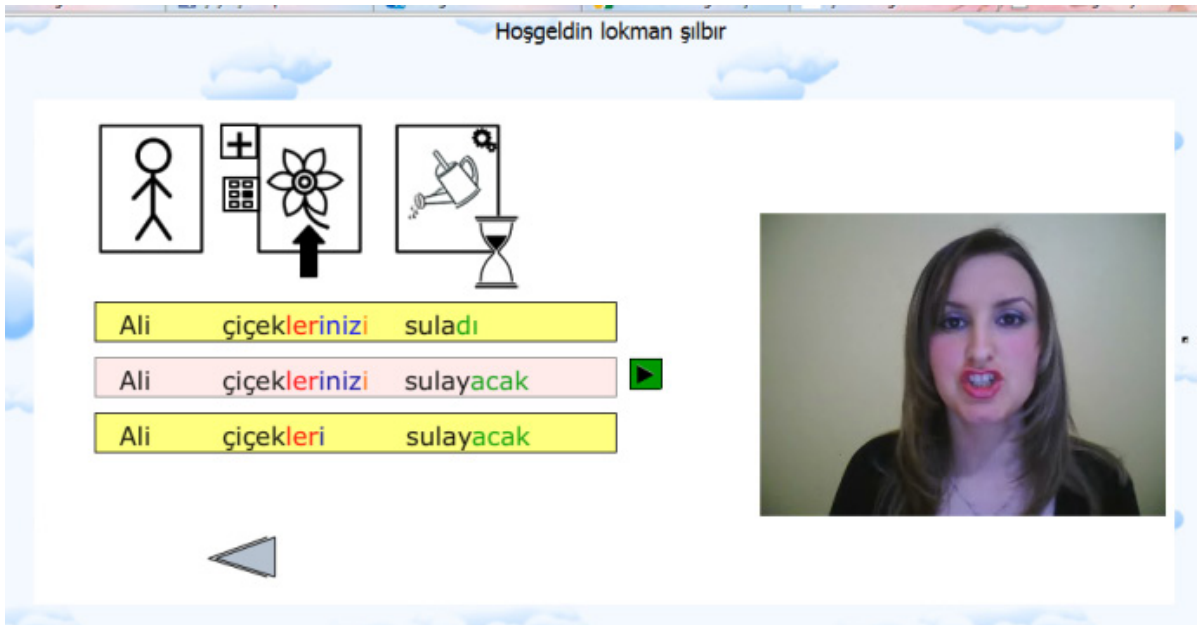 Hoşgeldin lokman şılbır
Ali çiçeklerinizi suladı
Ali çiçeklerinizi sulayacak
Ali çiçekleri sulayacak